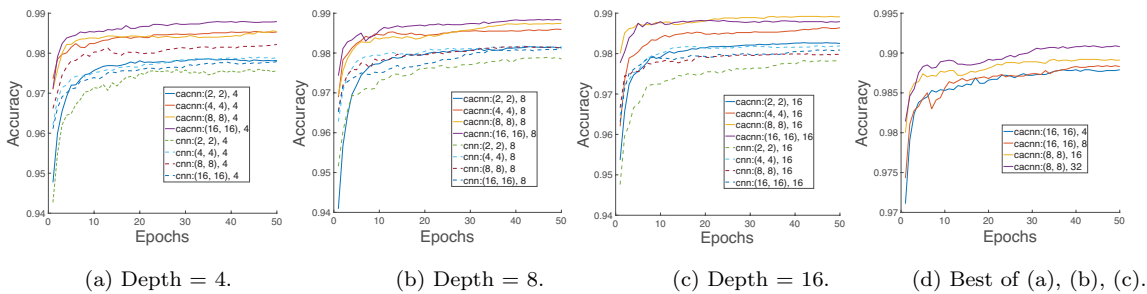 0.99
0.98
0.97
0.96
0.95
0.94
Accuracy
0
10
20
30
40
50
Epochs
cacnn:(2, 2), 4
cacnn:(4, 4), 4
cacnn:(8, 8), 4
cacnn:(16, 16), 4
cnn:(2, 2), 4
cnn:(4, 4), 4
cnn:(8, 8), 4
cnn:(16, 16), 4
(a) Depth = 4.
0.99
0.98
0.97
0.96
0.95
0.94
Accuracy
0
10
20
30
40
50
Epochs
cacnn:(2, 2), 8
cacnn:(4, 4), 8
cacnn:(8, 8), 8
cacnn:(16, 16), 8
cnn:(2, 2), 8
cnn:(4, 4), 8
cnn:(8, 8), 8
cnn:(16, 16), 8
(b) Depth = 8.
0.99
0.98
0.97
0.96
0.95
0.94
Accuracy
0
10
20
30
40
50
Epochs
cacnn:(2, 2), 16
cacnn:(4, 4), 16
cacnn:(8, 8), 16
cacnn:(16, 16), 16
cnn:(2, 2), 16
cnn:(4, 4), 16
cnn:(8, 8), 16
cnn:(16, 16), 16
(c) Depth = 16.
0.99
0.985
0.98
0.975
0.97
Accuracy
0
10
20
30
40
50
Epochs
cacnn:(16, 16), 4
cacnn:(16, 16), 8
cacnn:(8, 8), 16
cacnn:(8, 8), 32
(d) Best of (a), (b), (c).